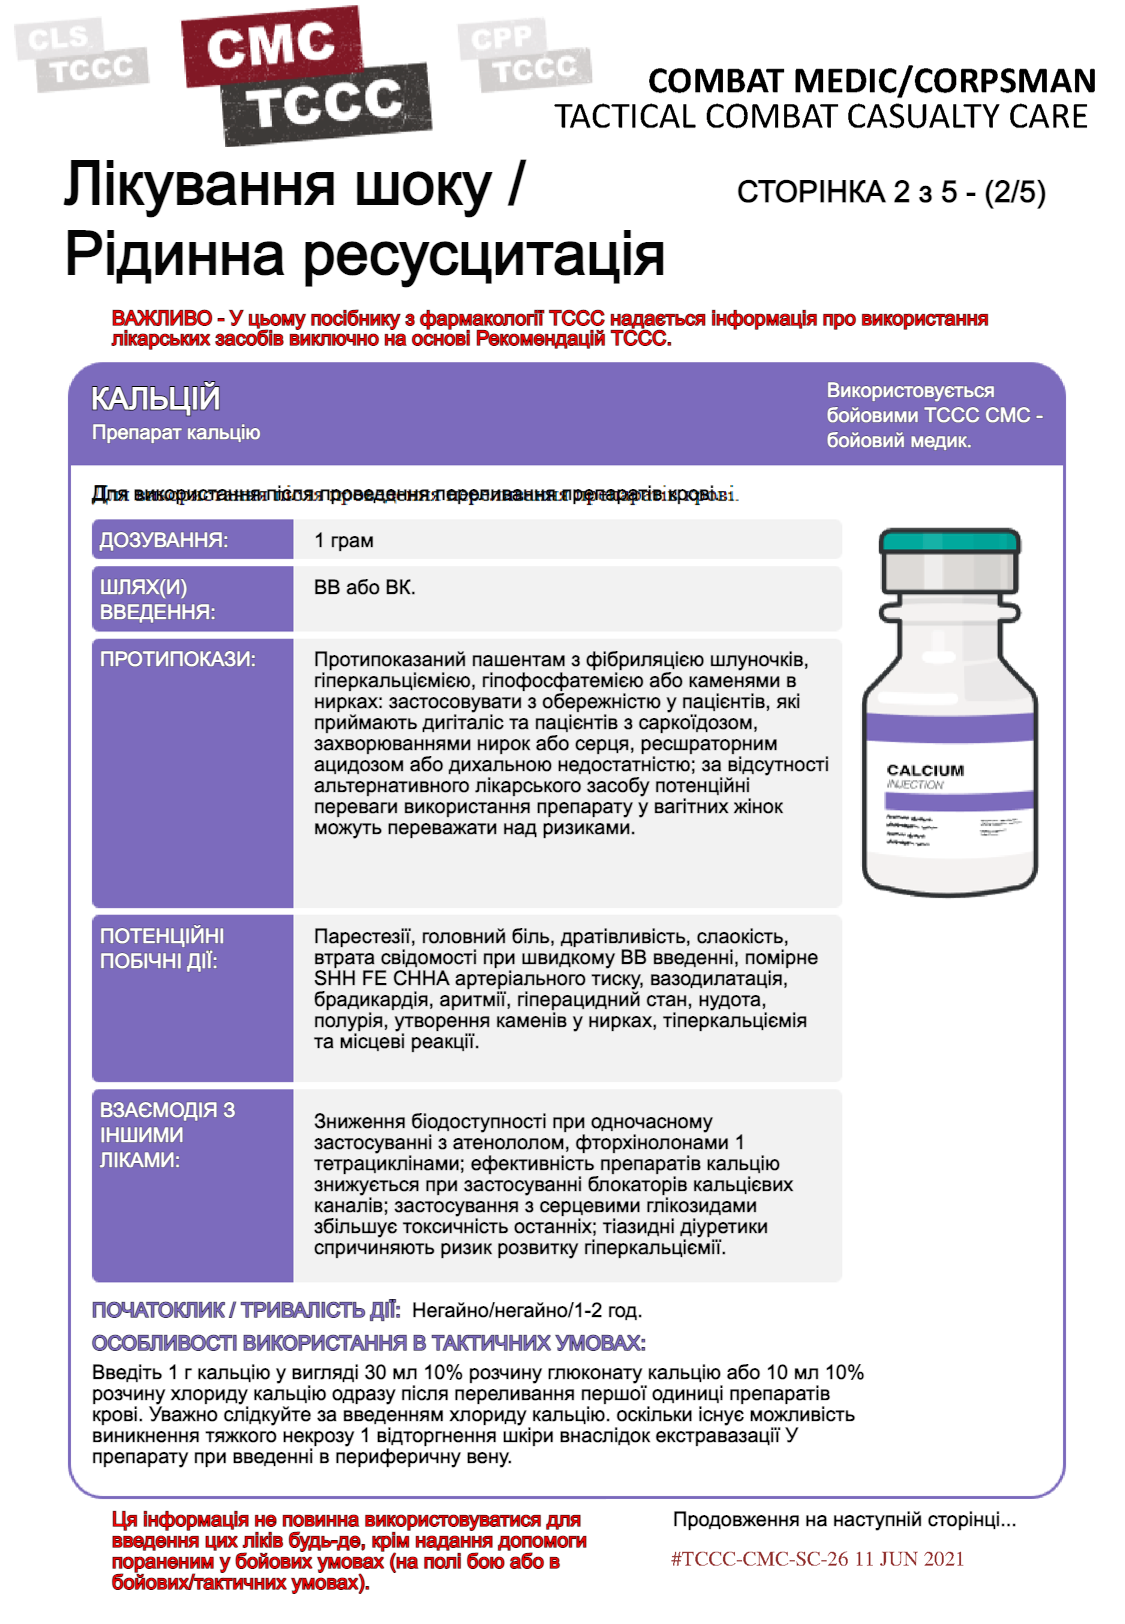 CLS
TCCC
CMC
TCCC
CPP
TCCC
COMBAT MEDIC/CORPSMAN
TACTICAL COMBAT CASUALTY CARE
Лікування шоку /
Рідинна ресусцитація
СТОРІНКА 2 з 5 - (2/5)
ВАЖЛИВО - У цьому посібнику з фармакології ТССС надається інформація про використання
лікарських засобів виключно на основі Рекомендацій ТССС.
КАЛЬЦІЙ
Препарат кальцію
Використовується
бойовими ТССС СМС -
бойовий медик.
Для використання після проведення переливання препаратів крові.
ДОЗУВАННЯ:
1 грам
ШЛЯХ(И)
ВВЕДЕННЯ:
ВВ або ВК.
ПРОТИПОКАЗИ:
Протипоказаний пашентам з фібриляцією шлуночків,
гіперкальціємією, гіпофосфатемією або каменями в
нирках: застосовувати з обережністю у пацієнтів, які
приймають дигіталіс та пацієнтів з саркоїдозом,
захворюваннями нирок або серця, ресшраторним
ацидозом або дихальною недостатністю; за відсутності
альтернативного лікарського засобу потенційні
переваги використання препарату у вагітних жінок
можуть переважати над ризиками.
CALCIUM
INJECTION
ПОТЕНЦІЙНІ
ПОБІЧНІ ДІЇ:
Парестезії, головний біль, дратівливість, слаокість,
втрата свідомості при швидкому ВВ введенні, помірне
SHH FE CHHA артеріального тиску, вазодилатація,
брадикардія, аритмії, гіперацидний стан, нудота,
полурія, утворення каменів у нирках, тіперкальціємія
та місцеві реакції.
ВЗАЄМОДІЯ З
ІНШИМИ
ЛІКАМИ:
Зниження біодоступності при одночасному
застосуванні з атенололом, фторхінолонами 1
тетрациклінами; ефективність препаратів кальцію
знижується при застосуванні блокаторів кальцієвих
каналів; застосування з серцевими глікозидами
збільшує токсичність останніх; тіазидні діуретики
спричиняють ризик розвитку гіперкальціємії.
ПОЧАТОКЛИК / ТРИВАЛІСТЬ ДІЇ: Негайно/негайно/1-2 год.
ОСОБЛИВОСТІ ВИКОРИСТАННЯ В ТАКТИЧНИХ УМОВАХ:
Введіть 1 г кальцію у вигляді 30 мл 10% розчину глюконату кальцію або 10 мл 10%
розчину хлориду кальцію одразу після переливання першої одиниці препаратів
крові. Уважно слідкуйте за введенням хлориду кальцію. оскільки існує можливість
виникнення тяжкого некрозу 1 відторгнення шкіри внаслідок екстравазації У
препарату при введенні в периферичну вену.
Ця інформація не повинна використовуватися для
введення цих ліків будь-де, крім надання допомоги
пораненим у бойових умовах (на полі бою або в
бойових/тактичних умовах).
Продовження на наступній сторінці...
#TCCC-CMC-SC-26 11 JUN 2021